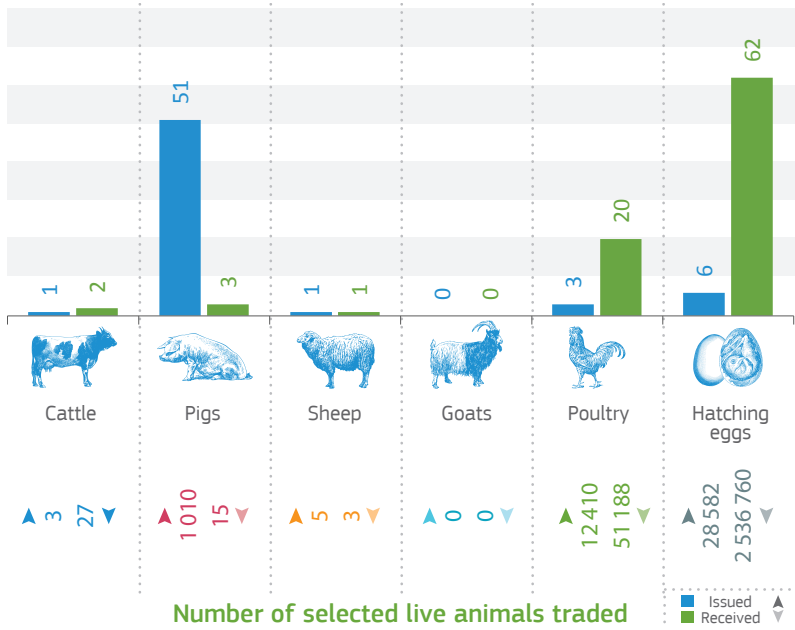 1
2
51
3
1
1
0
0
3
20
6
62
Cattle
Pigs
Sheep
Goats
Poultry
Hatching
eggs
3
27
1 010
15
5
3
0
0
12 410
51 188
28 582
2 536 760
Number of selected live animals traded
Issued
Received